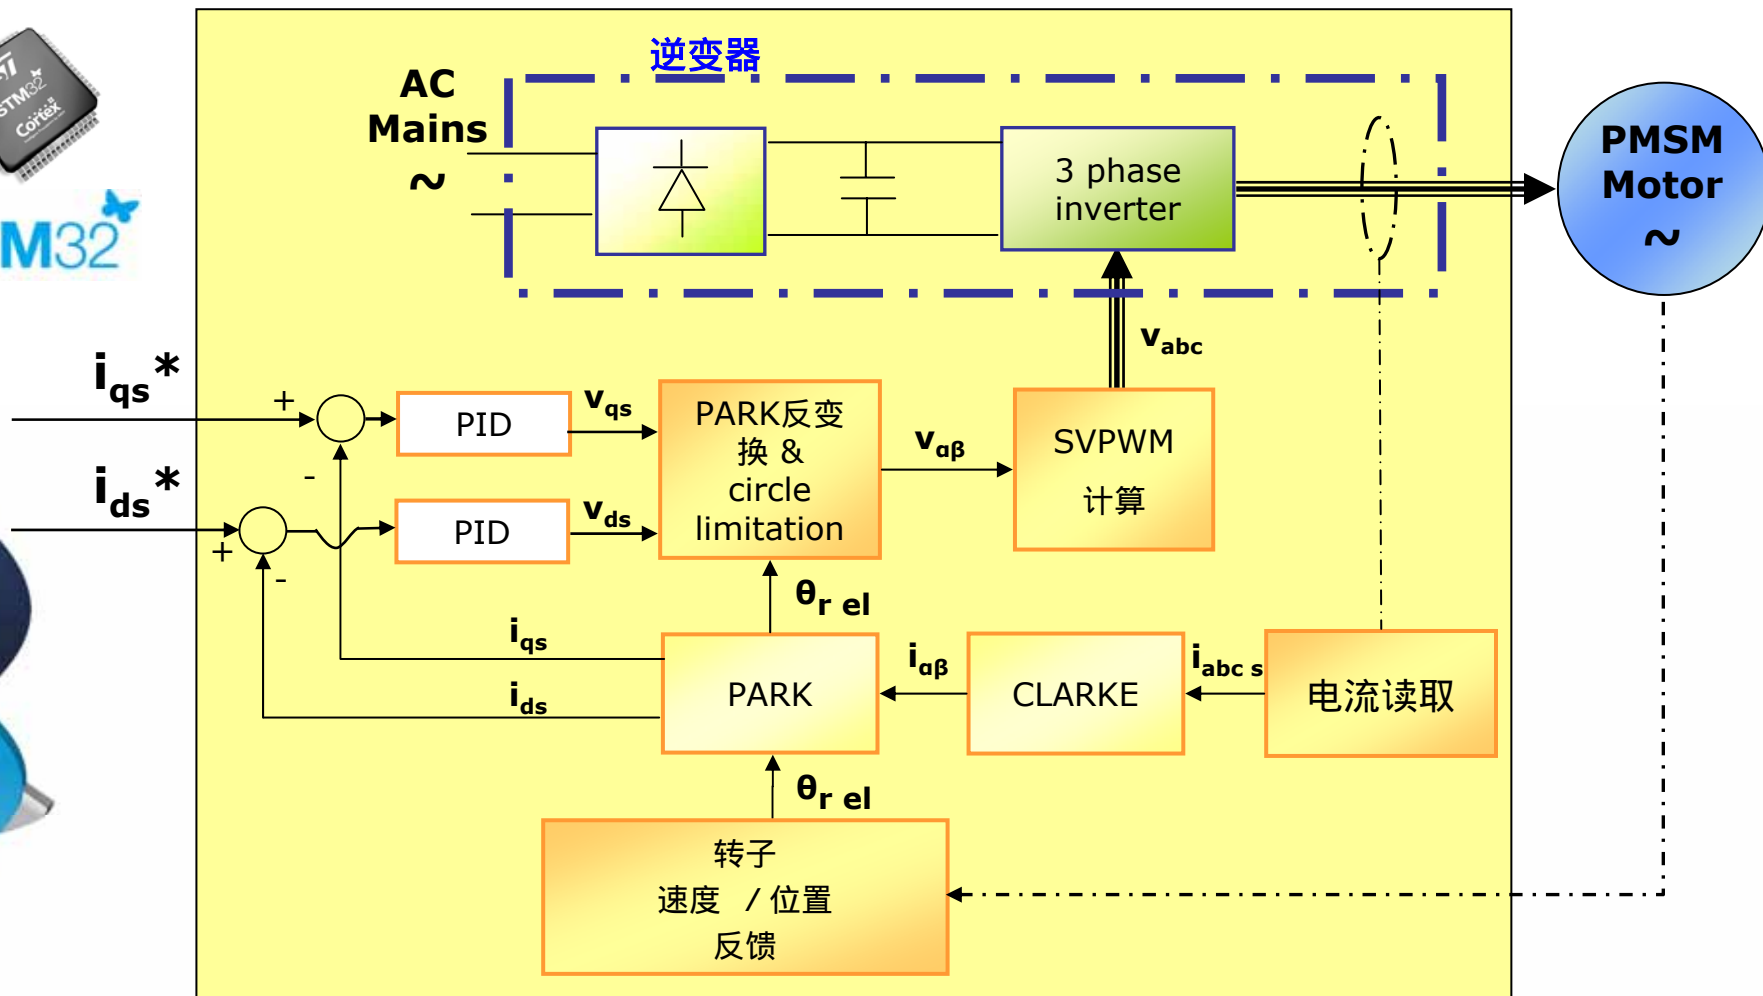 逆变器
AC
Mains
~
STM32
Cortex
M32
3 phase
inverter
PMSM
Motor
~
vabc
iqs*
+
-
PID
vqs
PARK反变
换 &
circle
limitation
vαβ
SVPWM
计算
ids*
+
-
PID
vds
θr el
iqs
ids
PARK
iαβ
CLARKE
iabc s
电流读取
θr el
转子
速度 / 位置
反馈